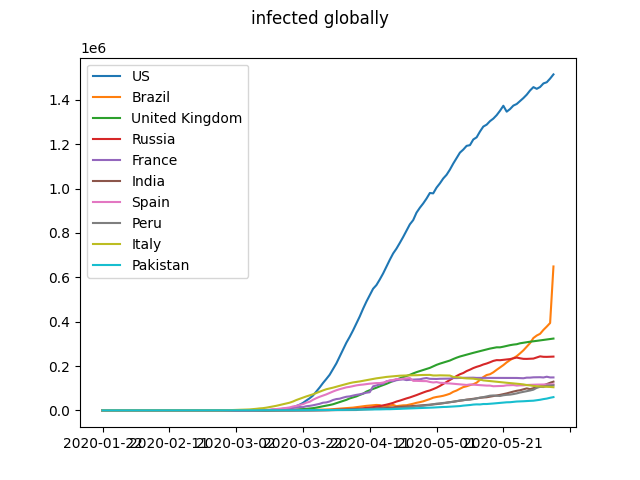 infected globally
1e6
US
Brazil
United Kingdom
Russia
France
India
Spain
Peru
Italy
Pakistan
1.4
1.2
1.0
0.8
0.6
0.4
0.2
0.0
2020-01-22 2020-02-11 2020-03-02 2020-03-22 2020-04-11 2020-05-01 2020-05-21